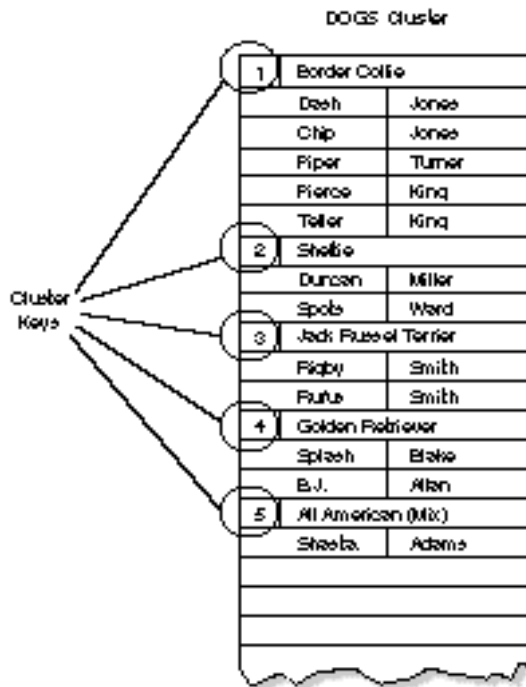 DOGS Cluster
1 Border Collie
Dash Jones
Chip Jones
Piper Turner
Pierce King
Teller King
2 Sheltie
Duncan Miller
Spots Ward
3 Jack Russel Terrier
Rigby Smith
Rufus Smith
4 Golden Retriever
Splash Blake
B.J. Allan
5 All American (Mix)
Shasta Adams
Cluster
Keys